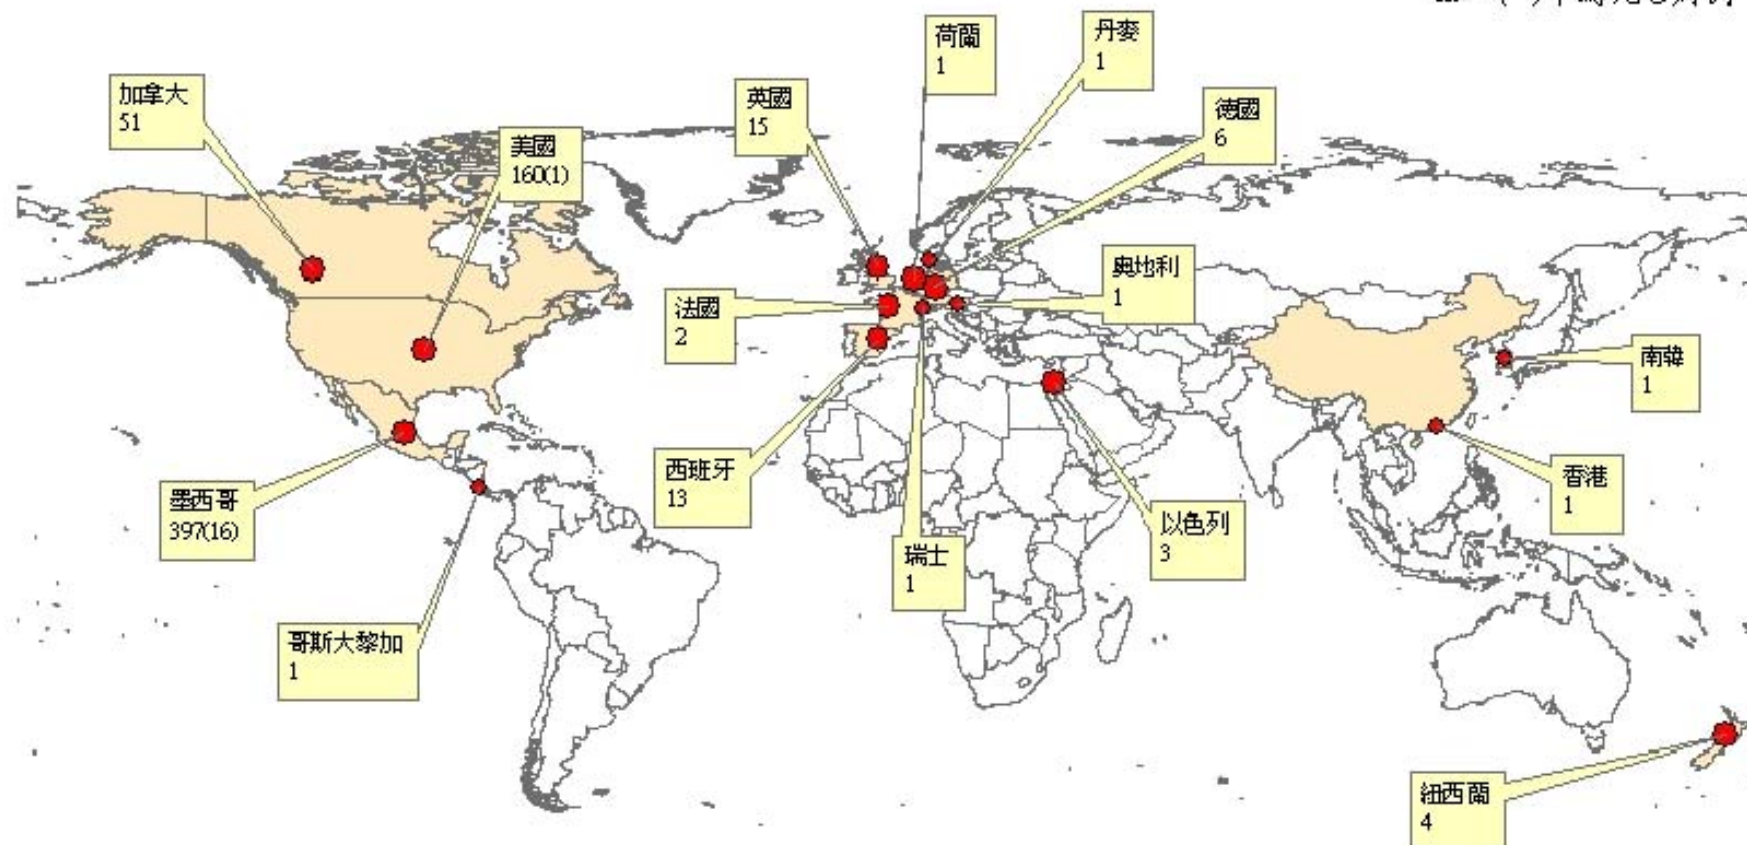 荷蘭
1
丹麥
1
加拿大
51
英國
15
德國
6
美國
160(1)
奧地利
1
法國
2
南韓
1
西班牙
13
香港
1
墨西哥
397(16)
以色列
3
瑞士
1
哥斯大黎加
1
紐西蘭
4